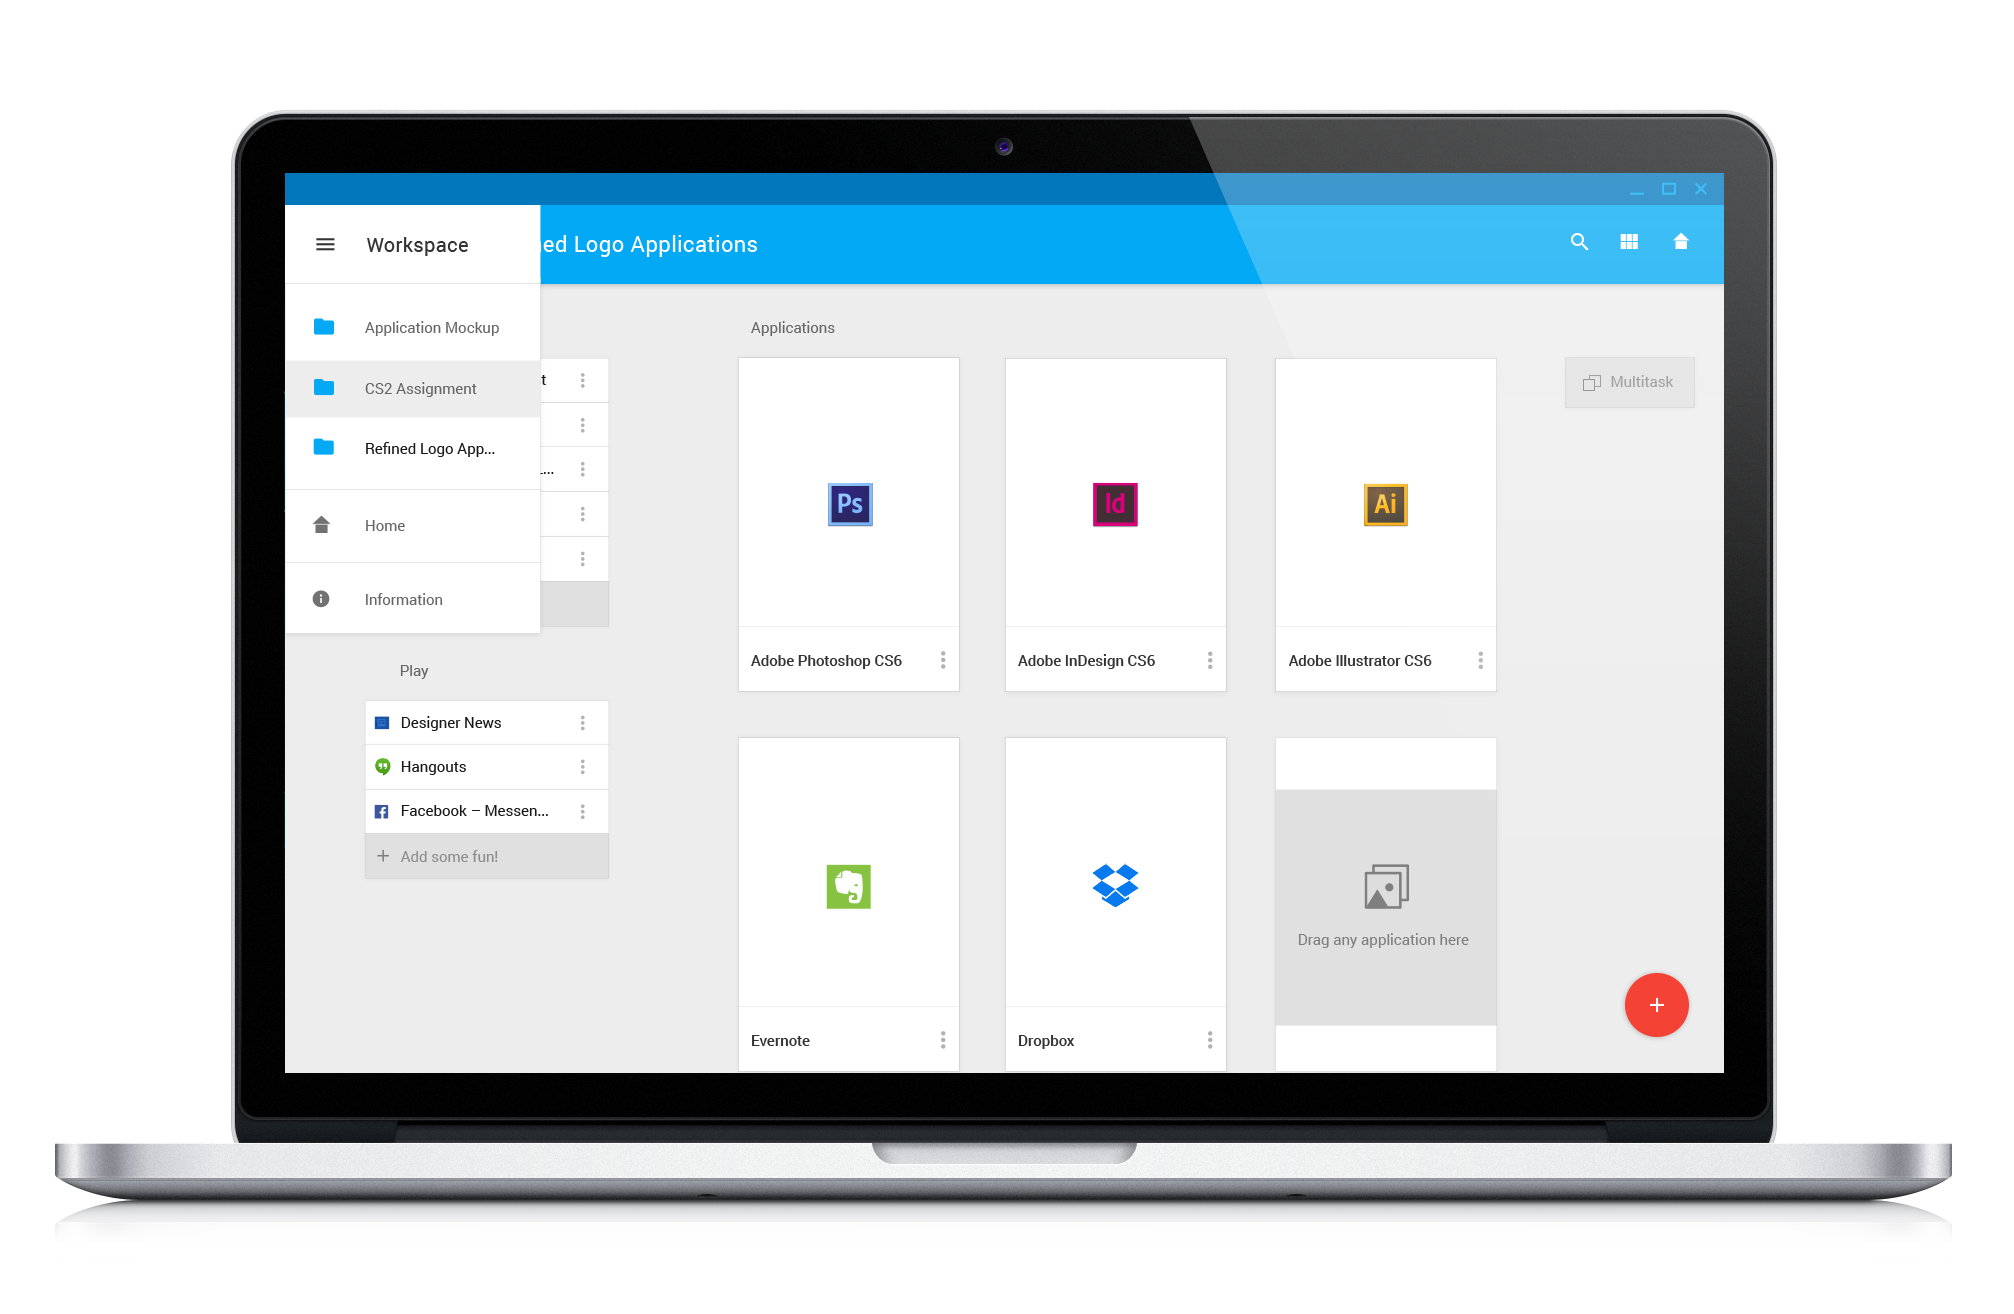 Workspace
ned Logo Applications
Application Mockup
CS2 Assignment
Refined Logo App...
Home
Information
t
...
Play
Designer News
Hangouts
Facebook – Messen...
Add some fun!
Applications
Multitask
Ps
Id
Ai
Adobe Photoshop CS6
Adobe InDesign CS6
Adobe Illustrator CS6
Drag any application here
Evernote
Dropbox